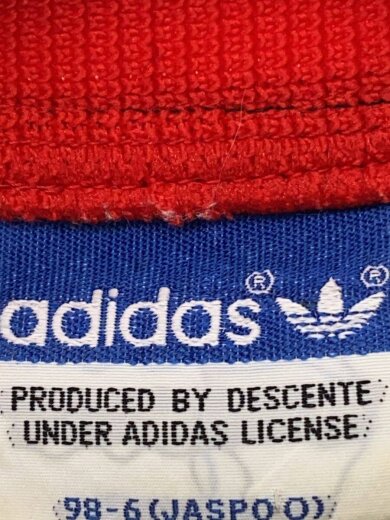 adidas® ®
PRODUCED BY DESCENTE
UNDER ADIDAS LICENSE
98-6(JASPO O)